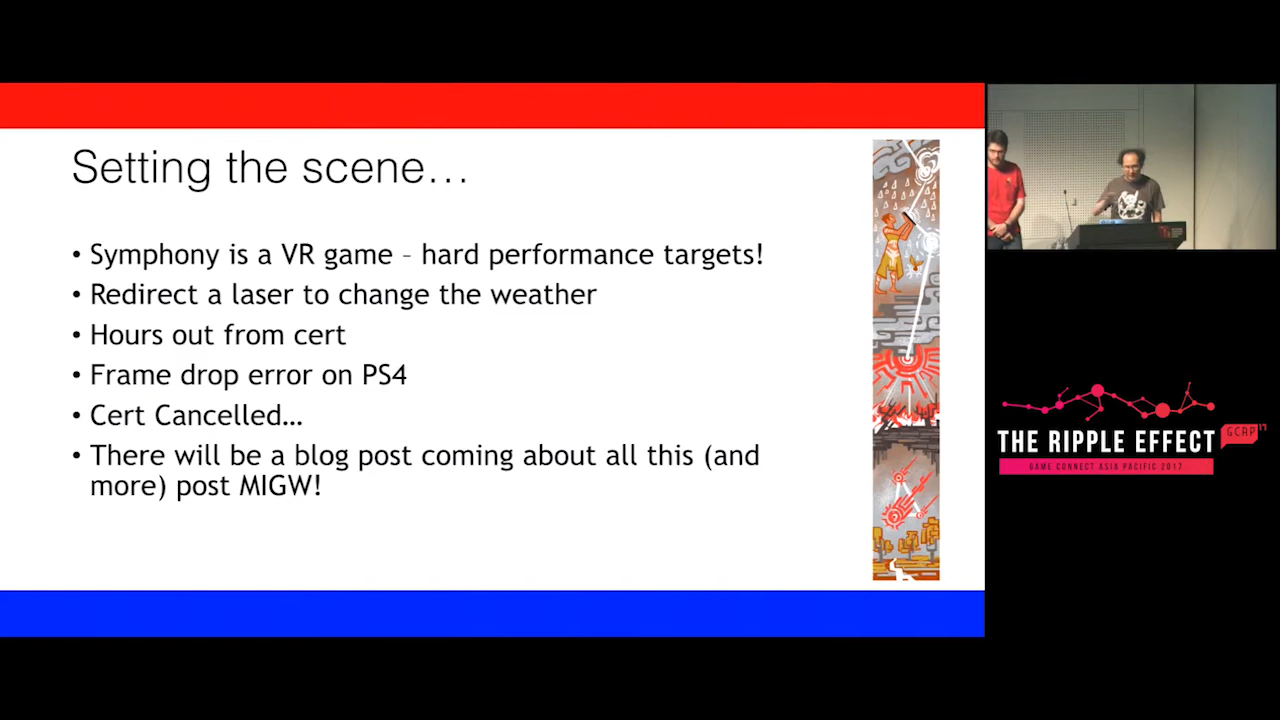 Setting the scene...
• Symphony is a VR game – hard performance targets!
• Redirect a laser to change the weather
• Hours out from cert
• Frame drop error on PS4
• Cert Cancelled...
• There will be a blog post coming about all this (and
more) post MIGW!
THE RIPPLE EFFECT
GCAP 17
GAME CONNECT ASIA PACIFIC 2017